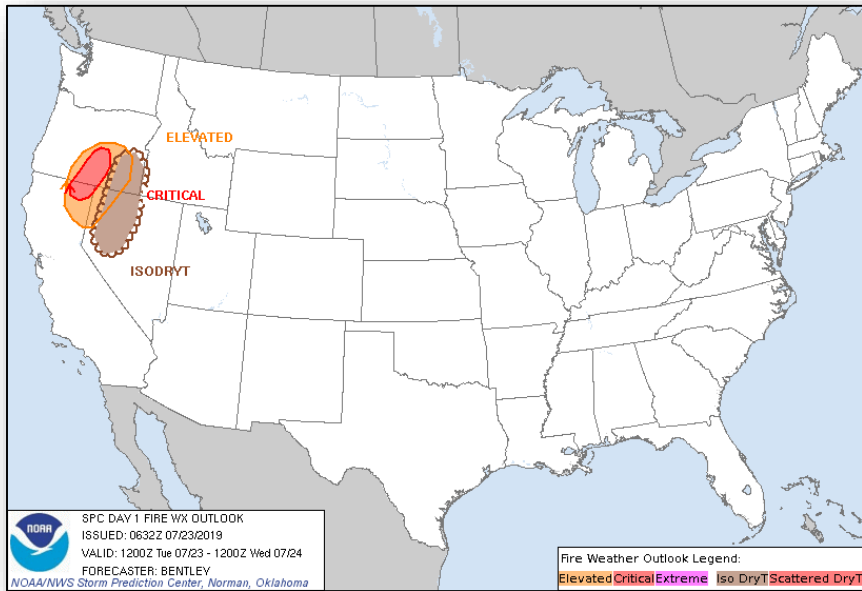 ELEVATED
CRITICAL
ISODRYT
NOAA
SPC DAY 1 FIRE WX OUTLOOK
ISSUED: 0632Z 07/23/2019
VALID: 1200Z Tue 07/23 - 1200Z Wed 07/24
FORECASTER: BENTLEY
NOAA/NWS Storm Prediction Center, Norman, Oklahoma
Fire Weather Outlook Legend:
Elevated Critical Extreme Iso DryT Scattered DryT